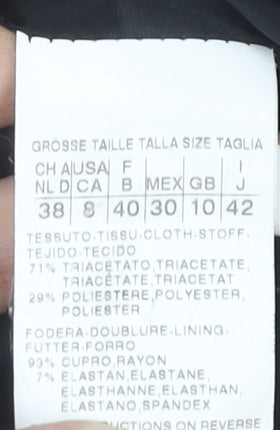 GRÖSSE TAILLE TALLA SIZE TAGLIA
CH A USA F I
NL D CA B MEX GB J
38 8 40 30 10 42
TESSUTO-TISSU-CLOTH-STOFF-
TEJIDO-TECIDO
71% TRIACETATO,TRIACETATE,
TRIACÉTATE,TRIACETAT
29% POLIESTERE,POLYESTER,
POLIESTER
FODERA-DOUBLURE-LINING-
FUTTER-FORRO
93% CUPRO,RAYON
7% ELASTAN,ELASTANE,
ELASTHANNE,ELASTHAN,
ELASTANO,SPANDEX
ON REVERSE